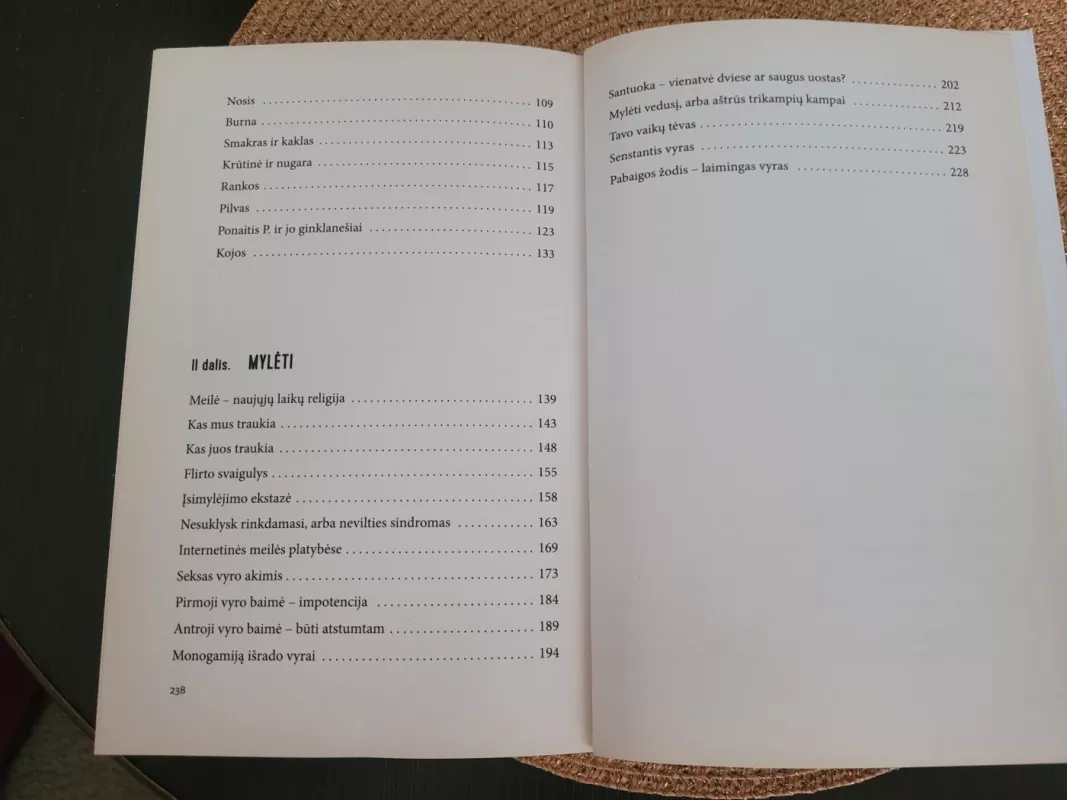 Nosis 109
Burna 110
Smakras ir kaklas 113
Krūtinė ir nugara 115
Rankos 117
Pilvas 119
Ponaitis P. ir jo ginklanešiai 123
Kojos 133
II dalis. MYLĖTI
Meilė – naujųjų laikų religija 139
Kas mus traukia 143
Kas juos traukia 148
Flirto svaigulys 155
Įsimylėjimo ekstazė 158
Nesuklysk rinkdamasi, arba nevilties sindromas 163
Internetinės meilės platybėse 169
Seksas vyro akimis 173
Pirmoji vyro baimė – impotencija 184
Antroji vyro baimė – būti atstumtam 189
Monogamiją išrado vyrai 194
238
Santuoka – vienatvė dviese ar saugus uostas? 202
Mylėti vedusį, arba aštrūs trikampių kampai 212
Tavo vaikų tėvas 219
Senstantis vyras 223
Pabaigos žodis – laimingas vyras 228